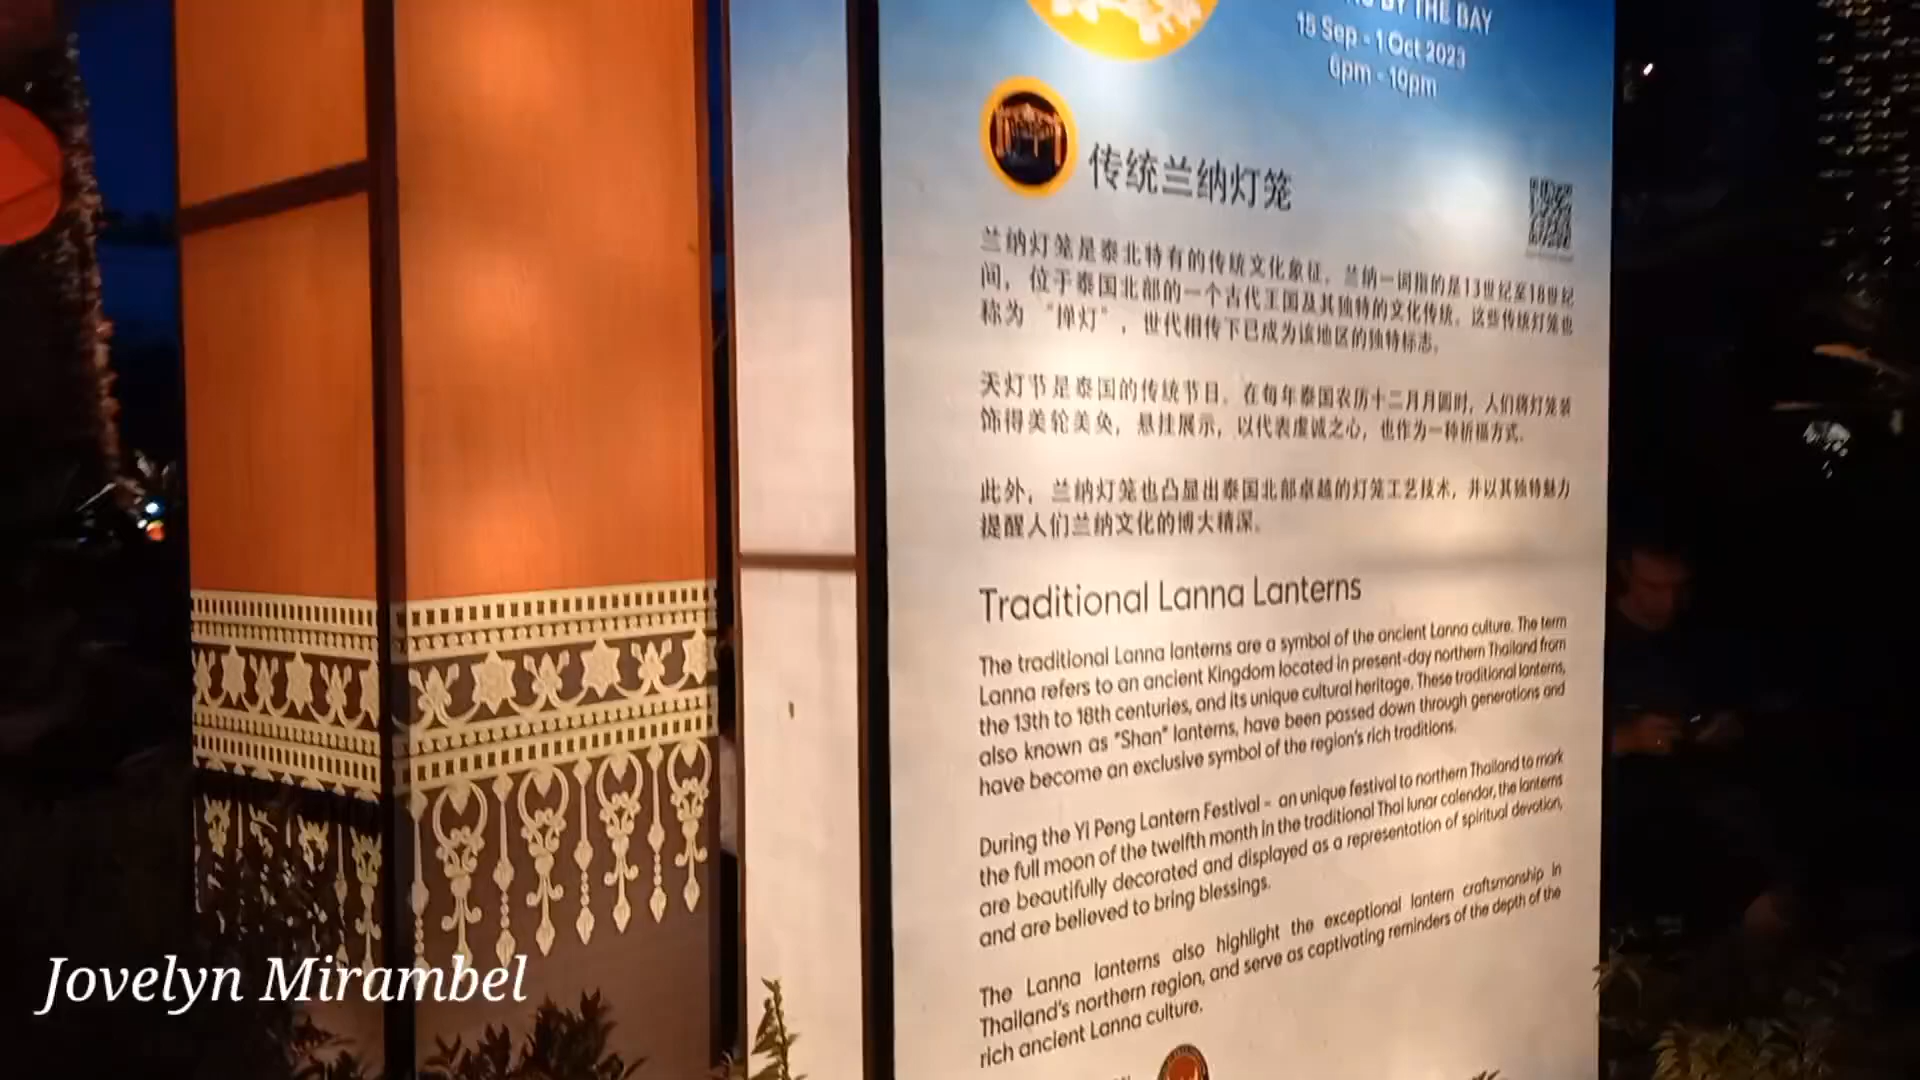 BY THE BAY
15 Sep - 1 Oct 2023
6pm - 10pm
传统兰纳灯笼
兰纳灯笼是泰北特有的传统文化象征。兰纳一词指的是13世纪至18世纪
间，位于泰国北部的一个古代王国及其独特的文化传统。这些传统灯笼也
称为 “掸灯”，世代相传下已成为该地区的独特标志。
天灯节是泰国的传统节日。在每年泰国农历十二月月圆时，人们将灯笼装
饰得美轮美奂，悬挂展示，以代表虔诚之心，也作为一种祈福方式。
此外，兰纳灯笼也凸显出泰国北部卓越的灯笼工艺技术，并以其独特魅力
提醒人们兰纳文化的博大精深。
Traditional Lanna Lanterns
The traditional Lanna lanterns are a symbol of the ancient Lanna culture. The term
Lanna refers to an ancient Kingdom located in present-day northern Thailand from
the 13th to 18th centuries, and its unique cultural heritage. These traditional lanterns,
also known as "Shan" lanterns, have been passed down through generations and
have become an exclusive symbol of the region's rich traditions.
During the Yi Peng Lantern Festival - an unique festival to northern Thailand to mark
the full moon of the twelfth month in the traditional Thai lunar calendar, the lanterns
are beautifully decorated and displayed as a representation of spiritual devotion,
and are believed to bring blessings.
The Lanna lanterns also highlight the exceptional lantern craftsmanship in
Thailand's northern region, and serve as captivating reminders of the depth of the
rich ancient Lanna culture.
Jovelyn Mirambel